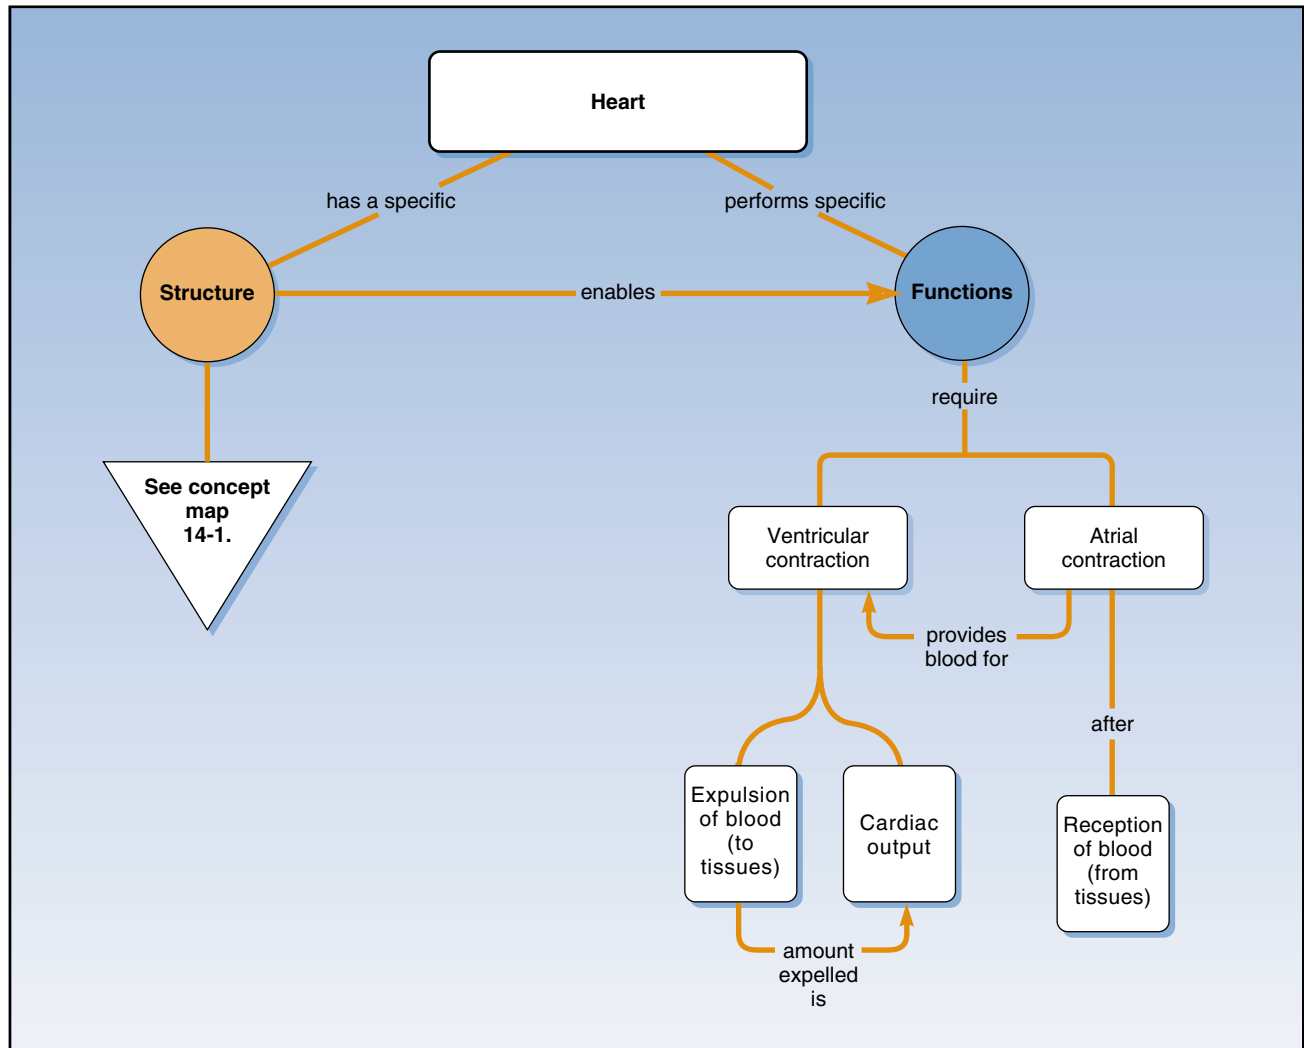 Heart
has a specific
performs specific
Structure
enables
Functions
require
See concept
map
14-1.
Ventricular
contraction
Atrial
contraction
provides
blood for
after
Expulsion
of blood
(to
tissues)
Cardiac
output
Reception
of blood
(from
tissues)
amount
expelled
is